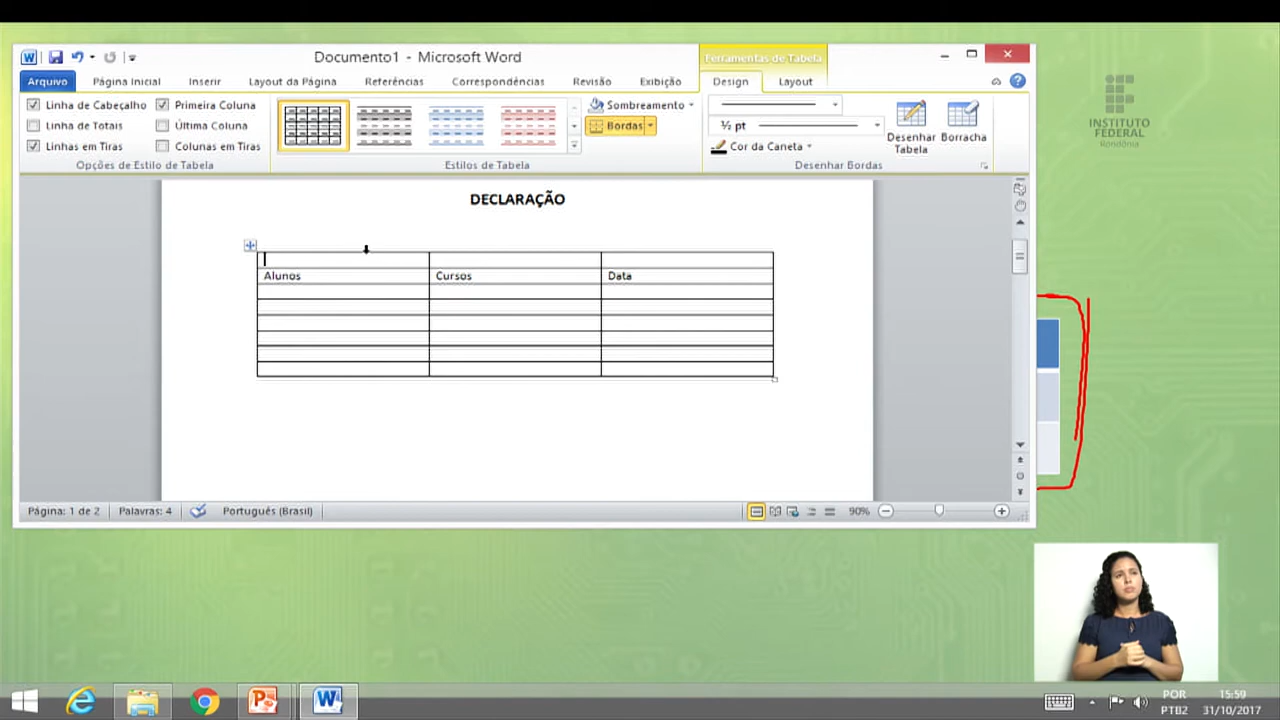 Documento1 - Microsoft Word
Ferramentas de Tabela
Arquivo
Página Inicial
Inserir
Layout da Página
Referências
Correspondências
Revisão
Exibição
Design
Layout
Linha de Cabeçalho
Primeira Coluna
Linha de Totais
Última Coluna
Linhas em Tiras
Colunas em Tiras
Opções de Estilo de Tabela
Estilos de Tabela
Sombreamento
Bordas
½ pt
Cor da Caneta
Desenhar Tabela
Borracha
Desenhar Bordas
INSTITUTO
FEDERAL
Rondônia
DECLARAÇÃO
Alunos
Cursos
Data
Página: 1 de 2
Palavras: 4
Português (Brasil)
90%
POR
PTB2
15:59
31/10/2017